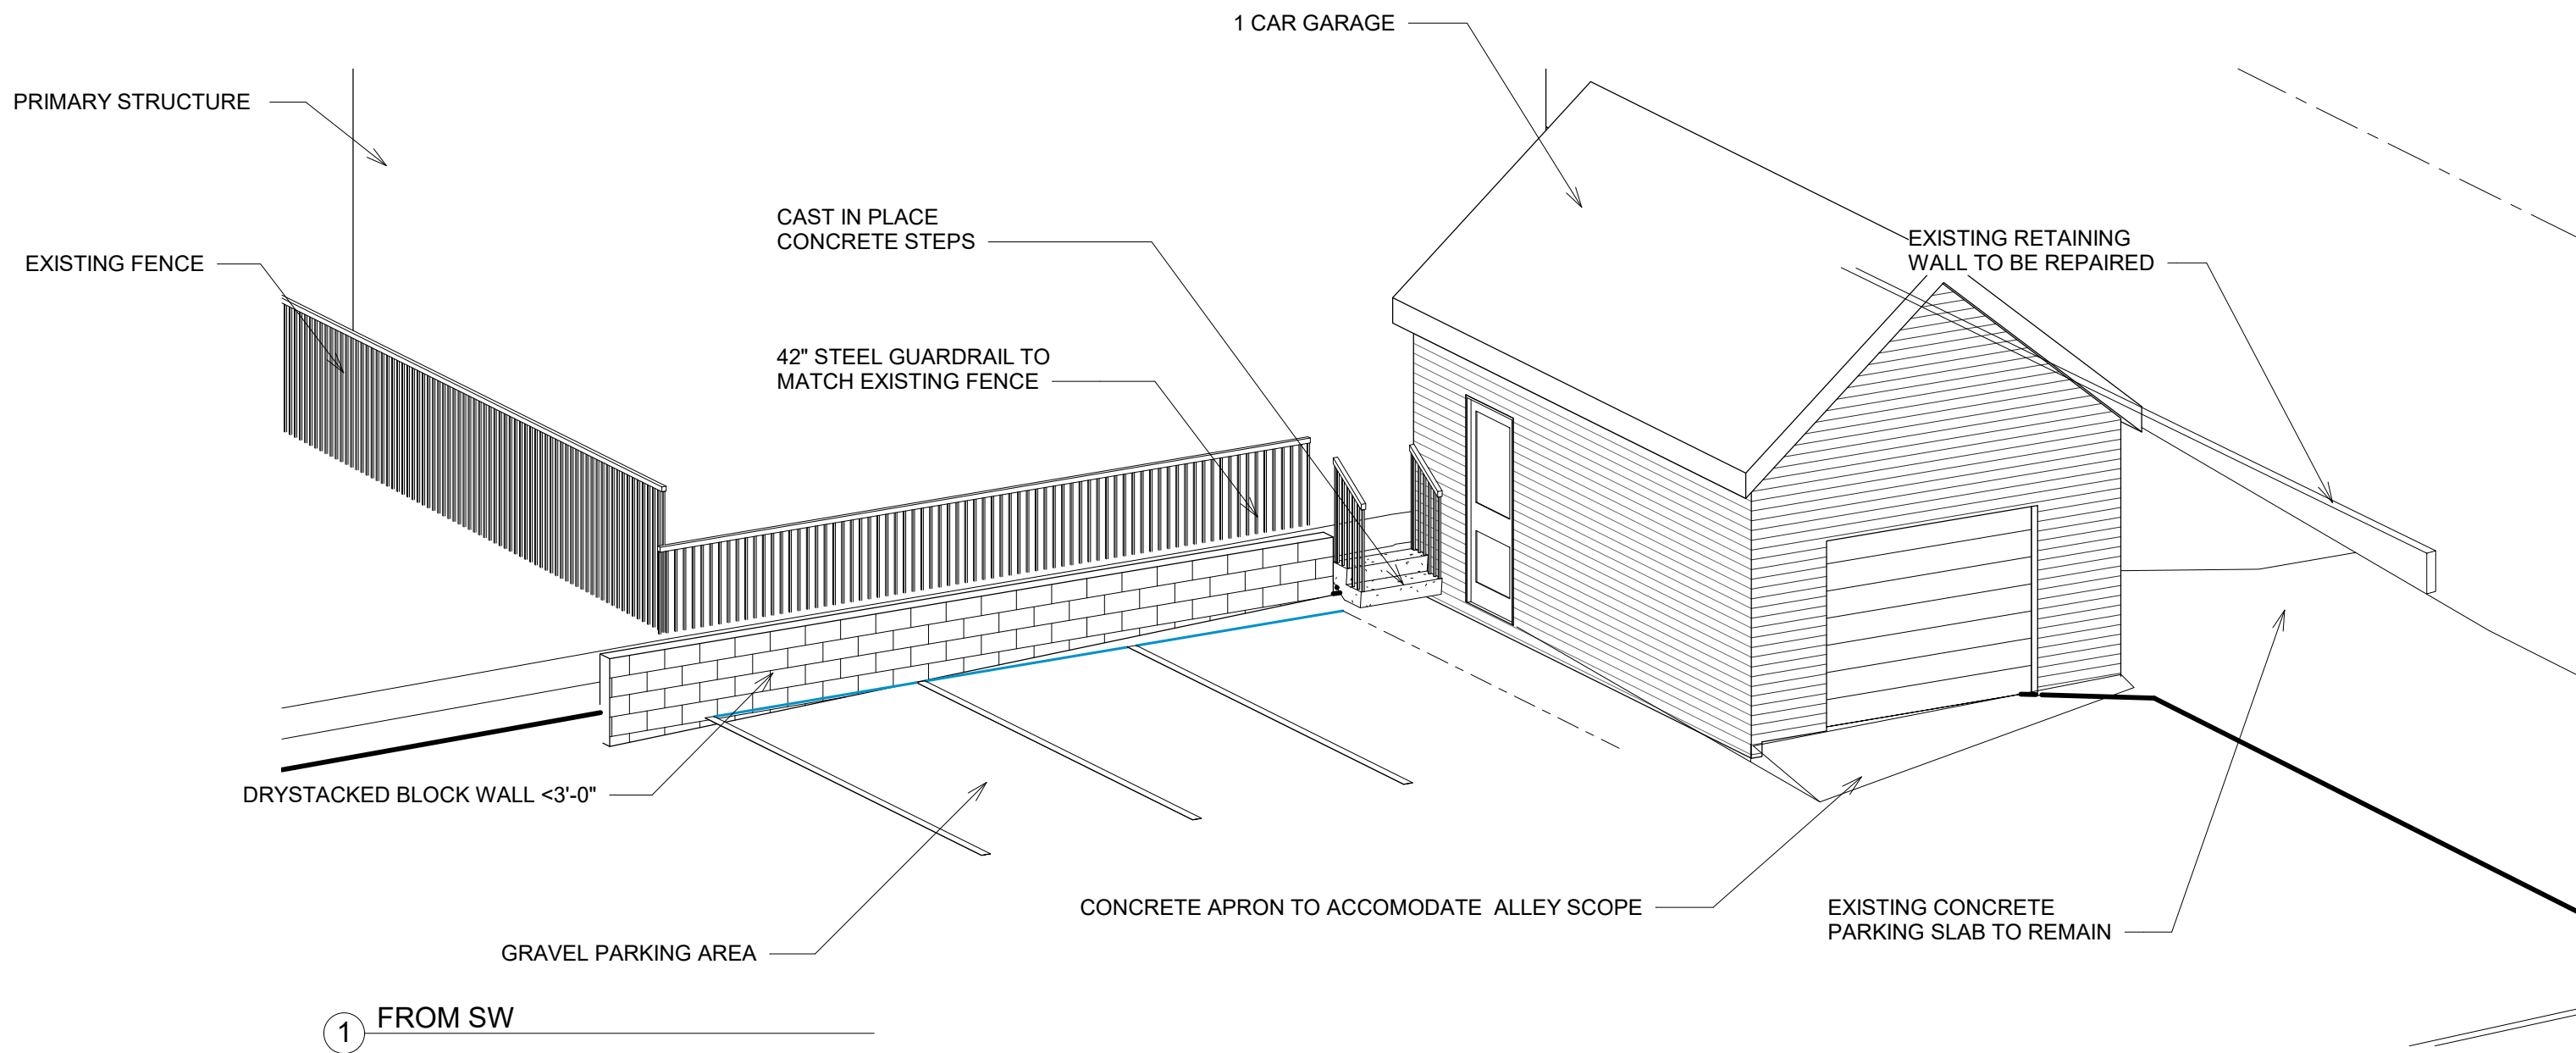 1 CAR GARAGE
PRIMARY STRUCTURE
CAST IN PLACE
CONCRETE STEPS
EXISTING RETAINING
WALL TO BE REPAIRED
EXISTING FENCE
42" STEEL GUARDRAIL TO
MATCH EXISTING FENCE
DRYSTACKED BLOCK WALL <3'-0"
CONCRETE APRON TO ACCOMODATE ALLEY SCOPE
EXISTING CONCRETE
PARKING SLAB TO REMAIN
GRAVEL PARKING AREA
1 FROM SW